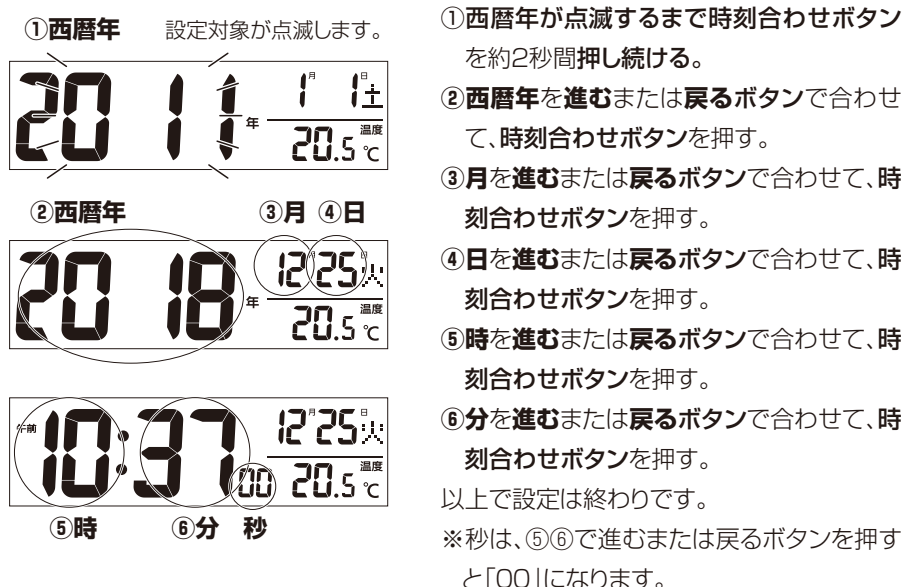 ①西暦年 設定対象が点滅します。
20 11 年 1月 1日 土
温度 20.5℃
②西暦年 ③月 ④日
20 18 年 12月25日 火
温度 20.5℃
午前 10:37 00 12月25日 火
温度 20.5℃
⑤時 ⑥分 秒
①西暦年が点滅するまで時刻合わせボタン
を約2秒間押し続ける。
②西暦年を進むまたは戻るボタンで合わせ
て、時刻合わせボタンを押す。
③月を進むまたは戻るボタンで合わせて、時
刻合わせボタンを押す。
④日を進むまたは戻るボタンで合わせて、時
刻合わせボタンを押す。
⑤時を進むまたは戻るボタンで合わせて、時
刻合わせボタンを押す。
⑥分を進むまたは戻るボタンで合わせて、時
刻合わせボタンを押す。
以上で設定は終わりです。
※秒は、⑤⑥で進むまたは戻るボタンを押す
と「00」になります。